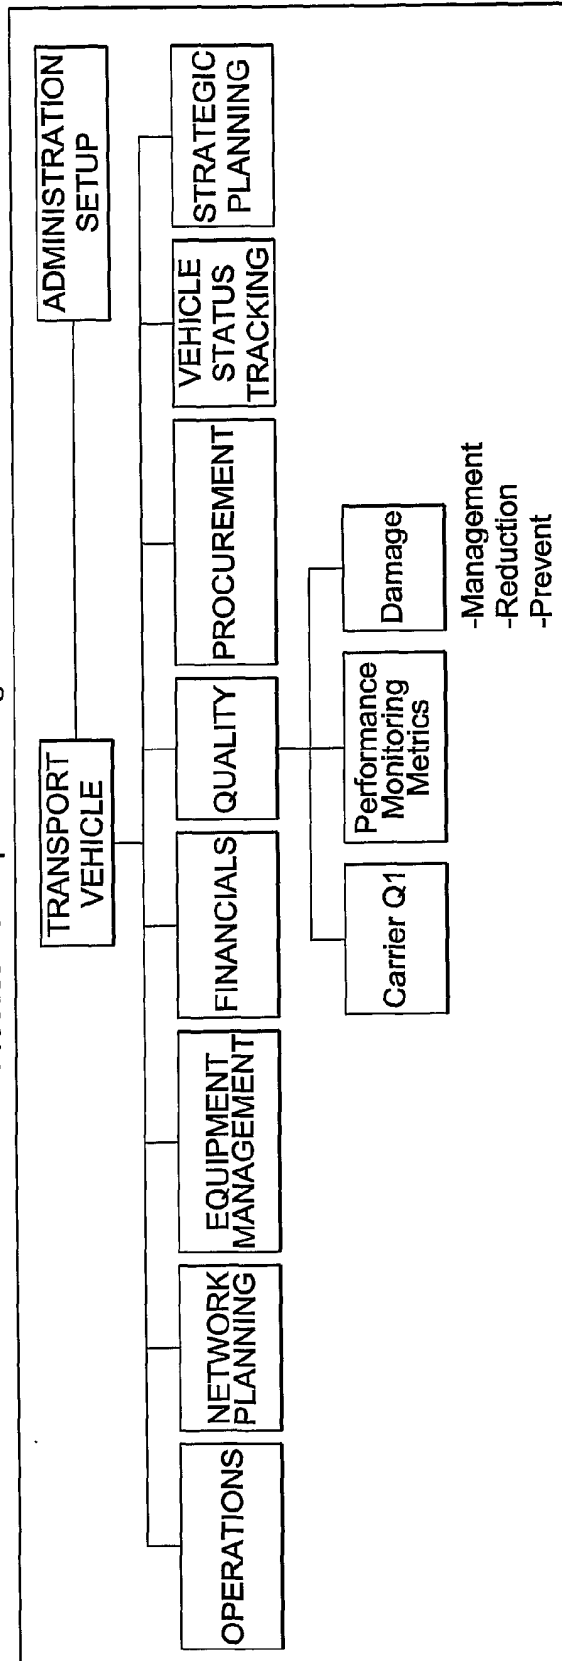 TRANSPORT
VEHICLE
ADMINISTRATION
SETUP
OPERATIONS
NETWORK
PLANNING
EQUIPMENT
MANAGEMENT
FINANCIALS
QUALITY
PROCUREMENT
VEHICLE
STATUS
TRACKING
STRATEGIC
PLANNING
Carrier Q1
Performance
Monitoring
Metrics
Damage
-Management
-Reduction
-Prevent